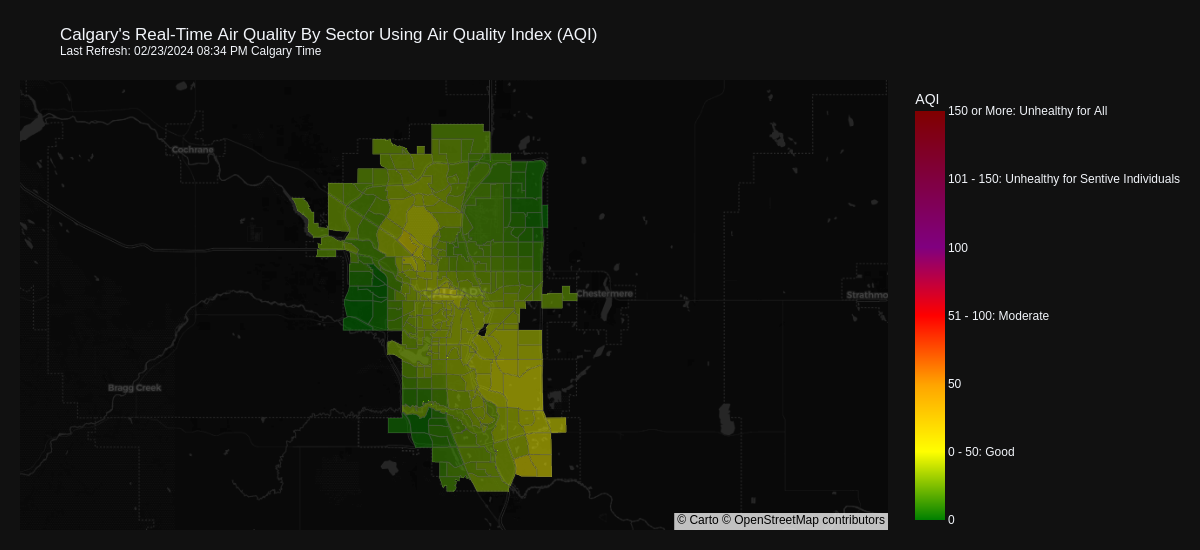 Calgary's Real-Time Air Quality By Sector Using Air Quality Index (AQI)
Last Refresh: 02/23/2024 08:34 PM Calgary Time
AQI
150 or More: Unhealthy for All
101 - 150: Unhealthy for Sentive Individuals
100
51 - 100: Moderate
50
0 - 50: Good
0
Cochrane
CALGARY
Chestermere
Strathmo
Bragg Creek
© Carto © OpenStreetMap contributors